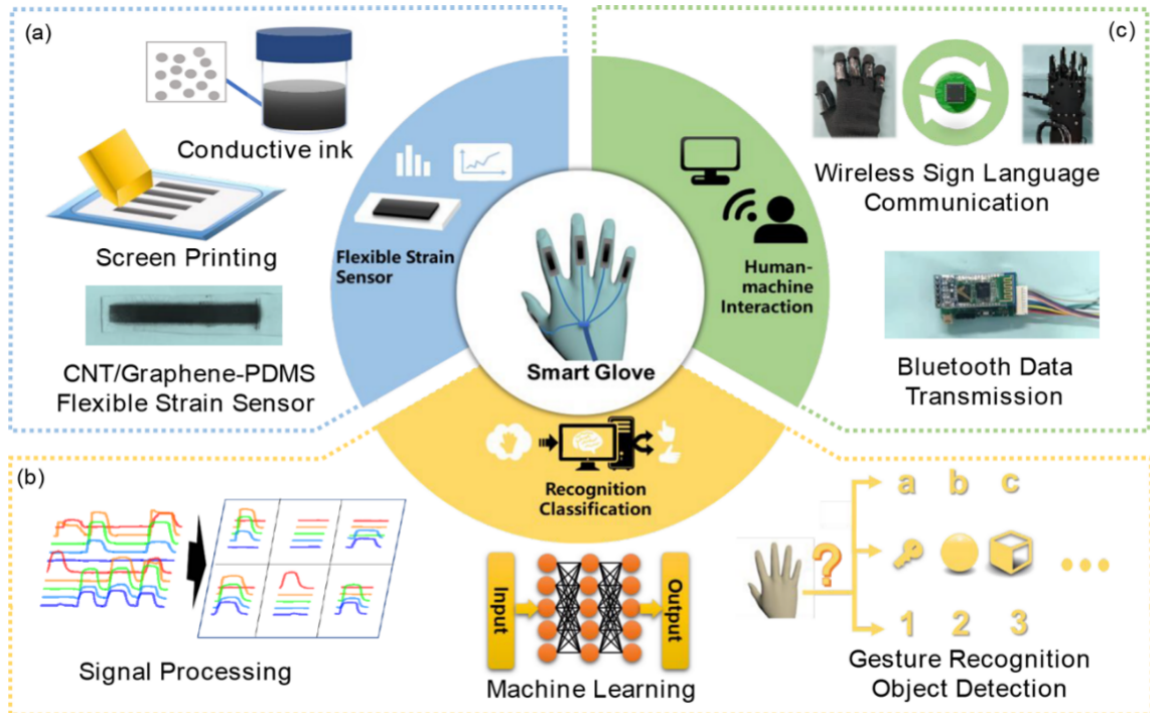 (a)
Conductive ink
Screen Printing
CNT/Graphene-PDMS
Flexible Strain Sensor
Flexible Strain
Sensor
Smart Glove
Human-
machine
Interaction
(c)
Wireless Sign Language
Communication
Bluetooth Data
Transmission
Recognition
Classification
(b)
Signal Processing
Input
Output
Machine Learning
?
a b c
1 2 3
Gesture Recognition
Object Detection